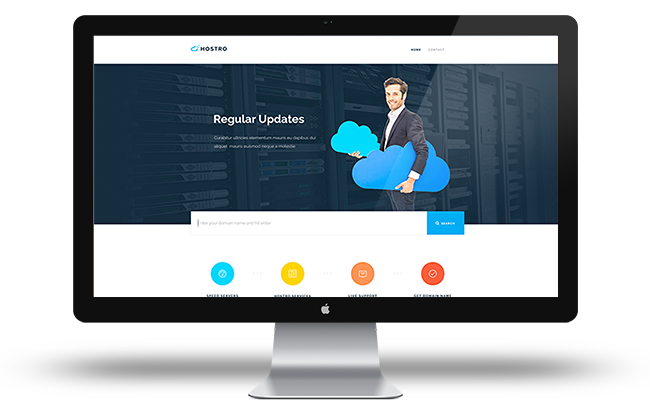 HOSTRO
HOME
CONTACT
Regular Updates
Curabitur ultricies elementum mauris eu dapibus dui
aliquet mauris euismod neque a molestie
your domain name and hit enter
SEARCH
SPEED SERVERS
HOSTRO SERVICES
LIVE SUPPORT
GET DOMAIN NAME